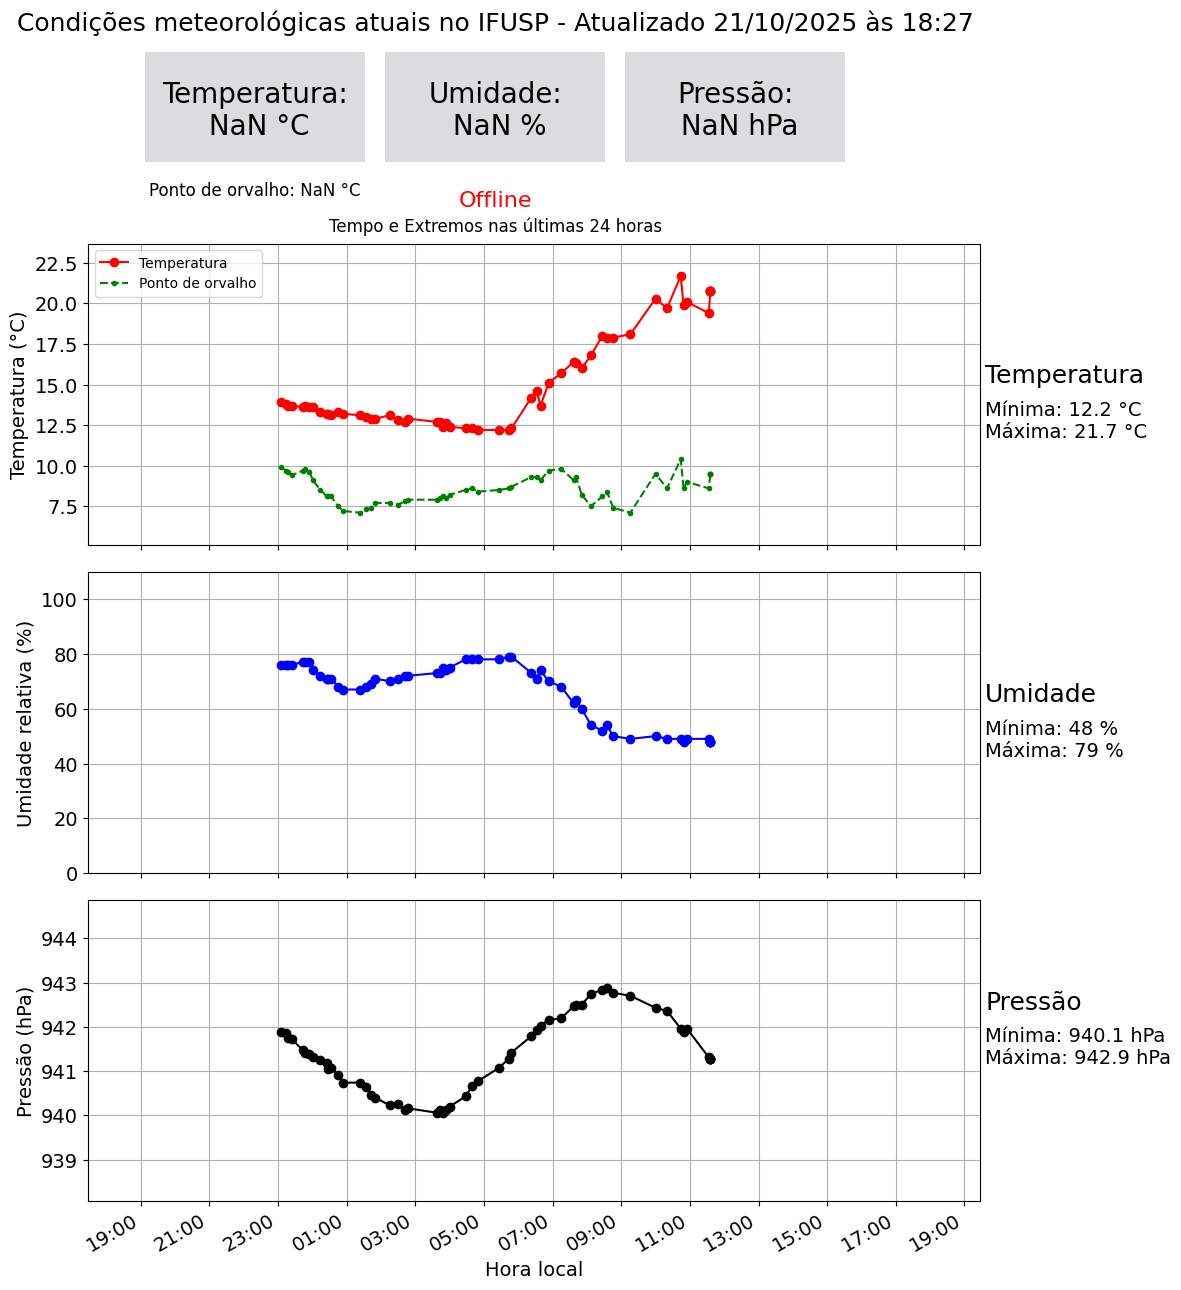 Condições meteorológicas atuais no IFUSP - Atualizado 21/10/2025 às 18:27
Temperatura:
NaN °C
Umidade:
NaN %
Pressão:
NaN hPa
Ponto de orvalho: NaN °C
Offline
Tempo e Extremos nas últimas 24 horas
Temperatura
Ponto de orvalho
Temperatura (°C)
22.5
20.0
17.5
15.0
12.5
10.0
7.5
Temperatura
Mínima: 12.2 °C
Máxima: 21.7 °C
Umidade relativa (%)
100
80
60
40
20
0
Umidade
Mínima: 48 %
Máxima: 79 %
Pressão (hPa)
944
943
942
941
940
939
Pressão
Mínima: 940.1 hPa
Máxima: 942.9 hPa
19:00 21:00 23:00 01:00 03:00 05:00 07:00 09:00 11:00 13:00 15:00 17:00 19:00
Hora local